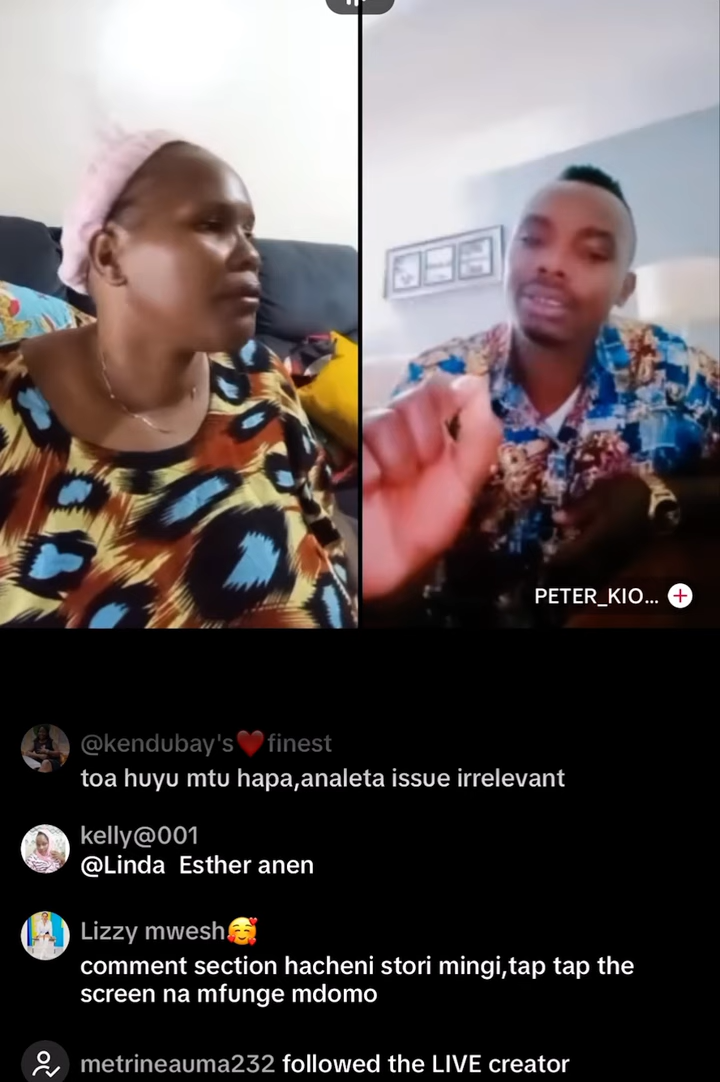 PETER_KIO...
@kendubay's❤️finest
toa huyu mtu hapa,analeta issue irrelevant
kelly@001
@Linda Esther anen
Lizzy mwesh🥰
comment section hacheni stori mingi,tap tap the
screen na mfunge mdomo
metrineauma232 followed the LIVE creator